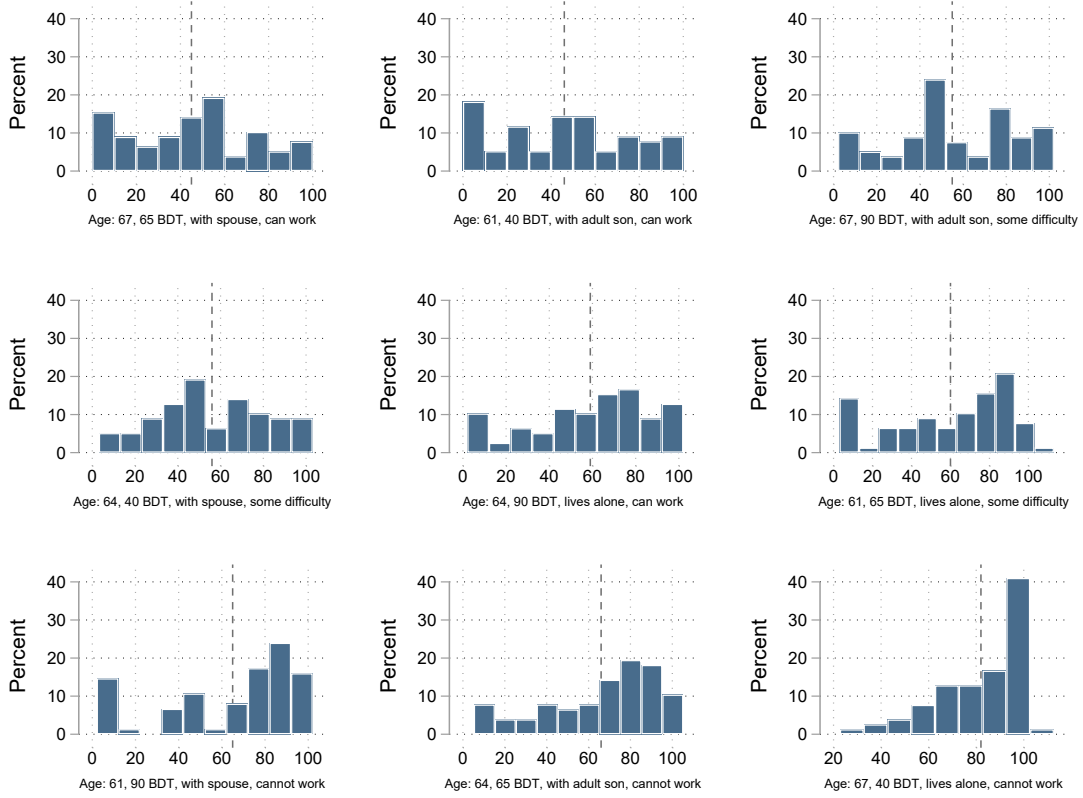 40
30
20
10
0
Percent
0 20 40 60 80 100
Age: 67, 65 BDT, with spouse, can work
40
30
20
10
0
Percent
0 20 40 60 80 100
Age: 61, 40 BDT, with adult son, can work
40
30
20
10
0
Percent
0 20 40 60 80 100
Age: 67, 90 BDT, with adult son, some difficulty
40
30
20
10
0
Percent
0 20 40 60 80 100
Age: 64, 40 BDT, with spouse, some difficulty
40
30
20
10
0
Percent
0 20 40 60 80 100
Age: 64, 90 BDT, lives alone, can work
40
30
20
10
0
Percent
0 20 40 60 80 100
Age: 61, 65 BDT, lives alone, some difficulty
40
30
20
10
0
Percent
0 20 40 60 80 100
Age: 61, 90 BDT, with spouse, cannot work
40
30
20
10
0
Percent
0 20 40 60 80 100
Age: 64, 65 BDT, with adult son, cannot work
40
30
20
10
0
Percent
20 40 60 80 100
Age: 67, 40 BDT, lives alone, cannot work